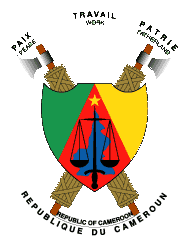 TRAVAIL
WORK
PAIX
PEACE
PATRIE
FATHERLAND
REPUBLIC OF CAMEROON
REPUBLIQUE DU CAMEROUN